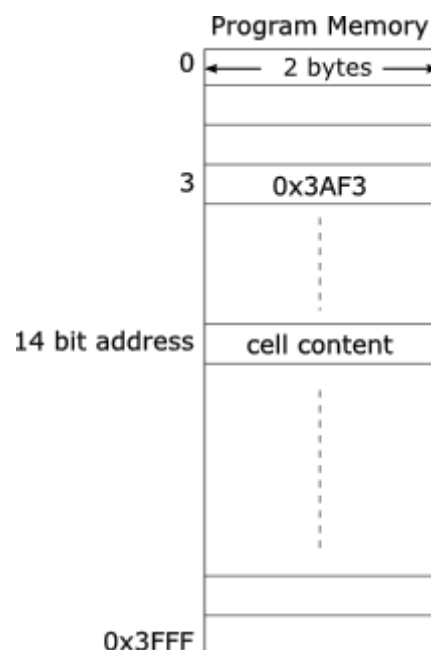 Program Memory
0
2 bytes
3
0x3AF3
14 bit address
cell content
0x3FFF